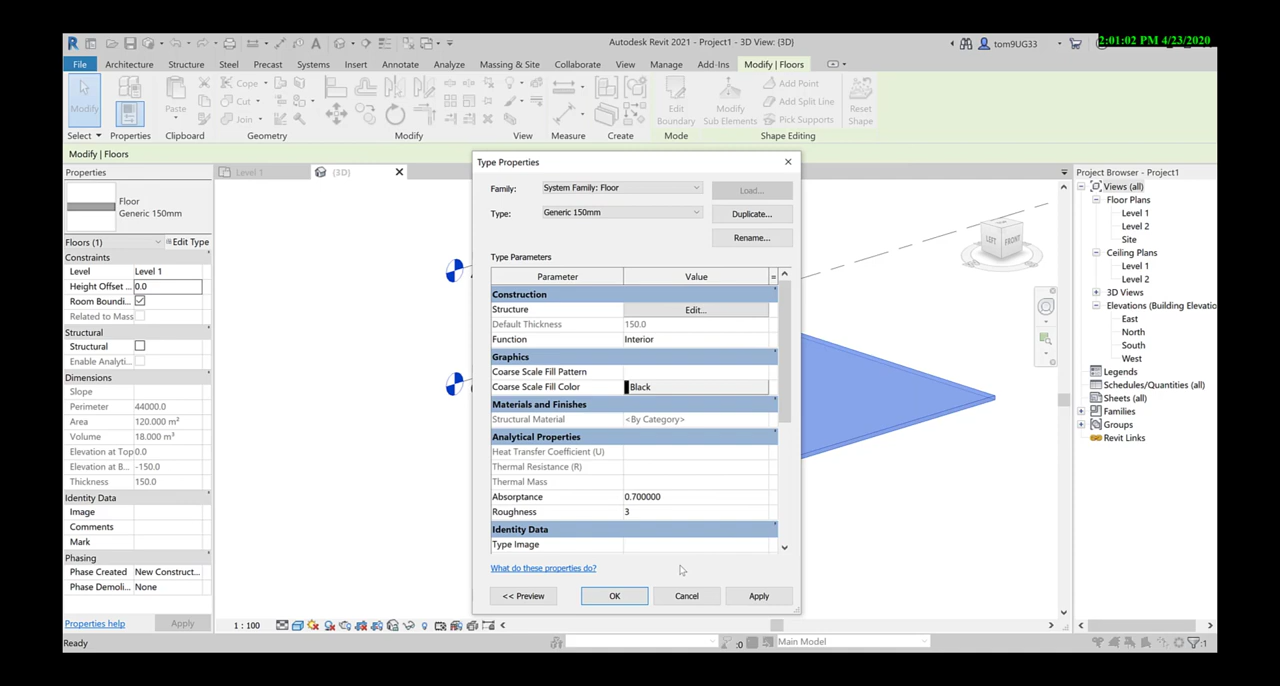 Autodesk Revit 2021 - Project1 - 3D View: {3D}
tom9UG33
2:01:02 PM 4/23/2020
File Architecture Structure Steel Precast Systems Insert Annotate Analyze Massing & Site Collaborate View Manage Add-Ins Modify | Floors
Modify
Paste
Cope
Cut
Join
Edit
Boundary
Modify
Sub Elements
Add Point
Add Split Line
Pick Supports
Reset
Shape
Select Properties Clipboard Geometry Modify View Measure Create Mode Shape Editing
Modify | Floors
Properties
Floor
Generic 150mm
Floors (1) Edit Type
Constraints
Level Level 1
Height Offset ... 0.0
Room Boundi...
Related to Mass
Structural
Structural
Enable Analyti...
Dimensions
Slope
Perimeter 44000.0
Area 120.000 m²
Volume 18.000 m³
Elevation at Top 0.0
Elevation at B... -150.0
Thickness 150.0
Identity Data
Image
Comments
Mark
Phasing
Phase Created New Construct...
Phase Demoli... None
Properties help Apply
Level 1 {3D}
Type Properties
Family: System Family: Floor Load...
Type: Generic 150mm Duplicate...
Rename...
Type Parameters
Parameter Value =
Construction
Structure Edit...
Default Thickness 150.0
Function Interior
Graphics
Coarse Scale Fill Pattern
Coarse Scale Fill Color Black
Materials and Finishes
Structural Material <By Category>
Analytical Properties
Heat Transfer Coefficient (U)
Thermal Resistance (R)
Thermal Mass
Absorptance 0.700000
Roughness 3
Identity Data
Type Image
What do these properties do?
<< Preview OK Cancel Apply
LEFT FRONT
Project Browser - Project1
Views (all)
Floor Plans
Level 1
Level 2
Site
Ceiling Plans
Level 1
Level 2
3D Views
Elevations (Building Elevatio
East
North
South
West
Legends
Schedules/Quantities (all)
Sheets (all)
Families
Groups
Revit Links
1 : 100
Ready
:0
Main Model
:1